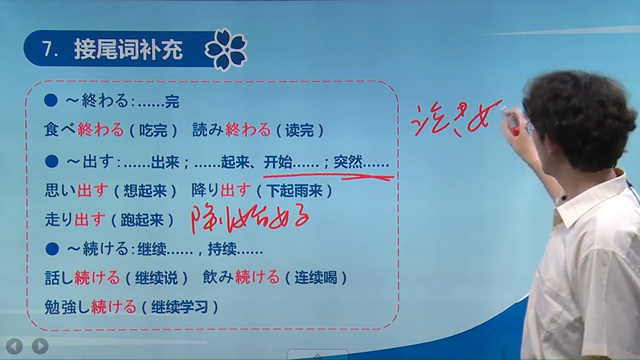 7. 接尾词补充
● ～終わる：……完
食べ終わる（吃完） 読み終わる（读完）
● ～出す：……出来；……起来、开始……；突然……
思い出す（想起来） 降り出す（下起雨来）
走り出す（跑起来） 降り始める
● ～続ける：继续……，持续……
話し続ける（继续说） 飲み続ける（连续喝）
勉強し続ける（继续学习）